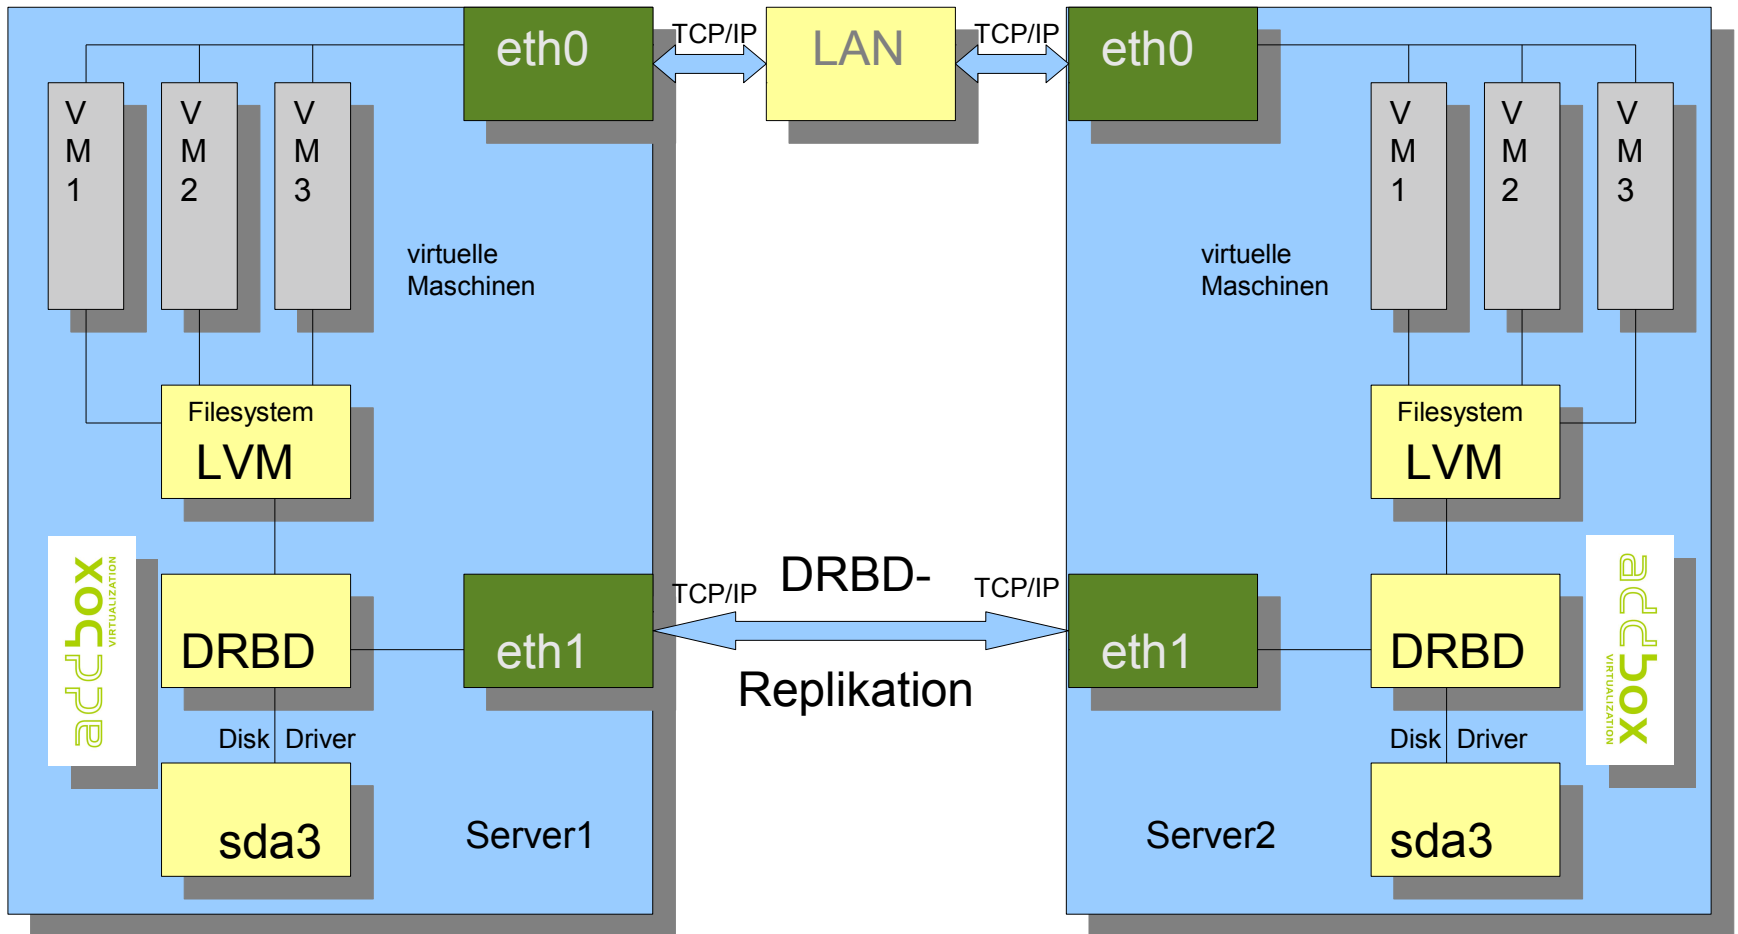 eth0
TCP/IP
LAN
TCP/IP
eth0
V
M
1
V
M
2
V
M
3
virtuelle
Maschinen
virtuelle
Maschinen
V
M
1
V
M
2
V
M
3
Filesystem
LVM
Filesystem
LVM
addbox
VIRTUALIZATION
DRBD
eth1
TCP/IP
DRBD-
Replikation
TCP/IP
eth1
DRBD
addbox
VIRTUALIZATION
Disk Driver
sda3
Server1
Server2
Disk Driver
sda3